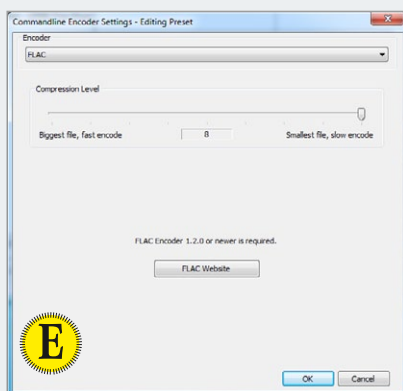 Commandline Encoder Settings - Editing Preset
Encoder
FLAC
Compression Level
Biggest file, fast encode
8
Smallest file, slow encode
FLAC Encoder 1.2.0 or newer is required.
FLAC Website
E
OK
Cancel